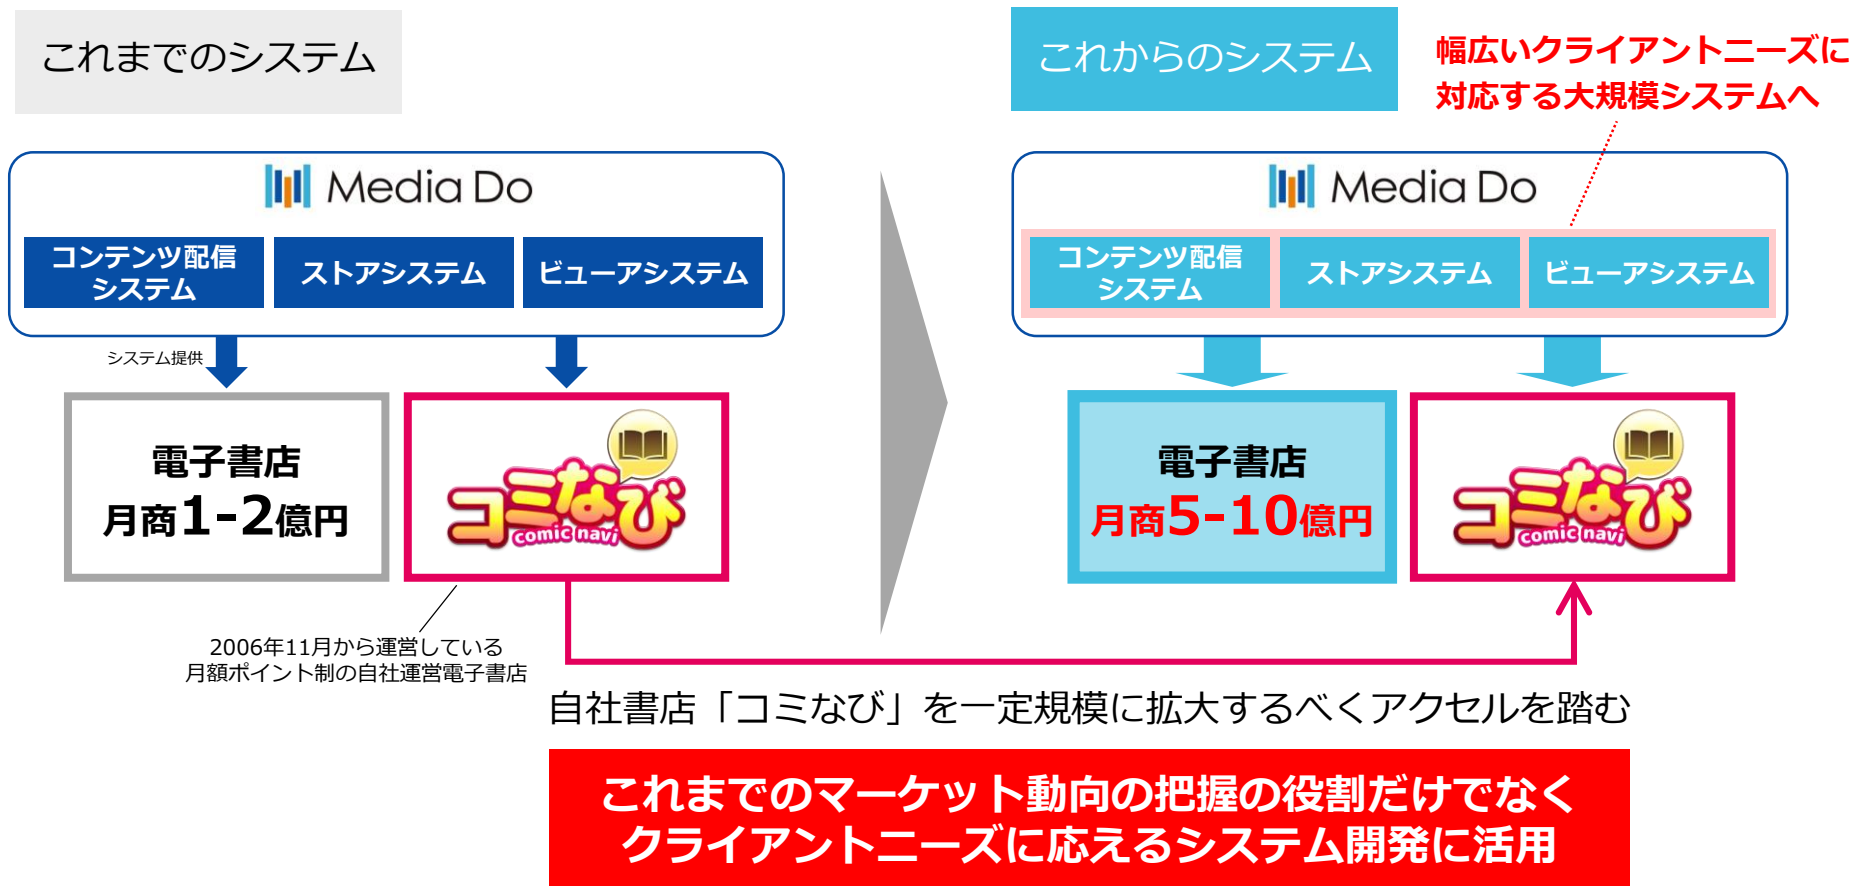 これまでのシステム
Media Do
コンテンツ配信
システム
ストアシステム
ビューアシステム
システム提供
電子書店
月商1-2億円
コミなび
comic navi
2006年11月から運営している
月額ポイント制の自社運営電子書店
これからのシステム
幅広いクライアントニーズに
対応する大規模システムへ
Media Do
コンテンツ配信
システム
ストアシステム
ビューアシステム
電子書店
月商5-10億円
コミなび
comic navi
自社書店「コミなび」を一定規模に拡大するべくアクセルを踏む
これまでのマーケット動向の把握の役割だけでなく
クライアントニーズに応えるシステム開発に活用